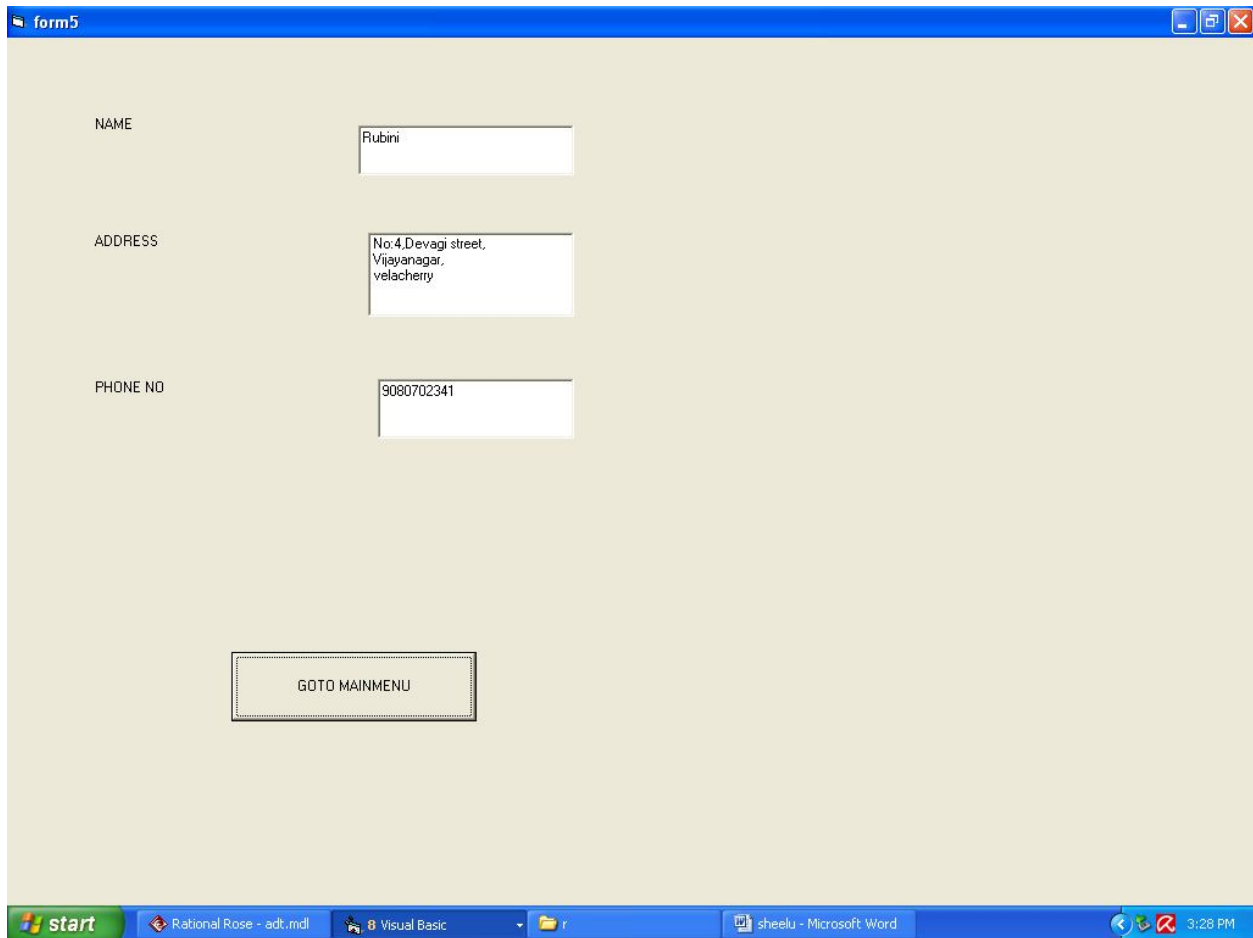 form5
NAME
Rubini
ADDRESS
No:4,Devagi street,
Vijayanagar,
velacherry
PHONE NO
9080702341
GOTO MAINMENU
start
Rational Rose - adt.mdl
8 Visual Basic
r
sheelu - Microsoft Word
3:28 PM